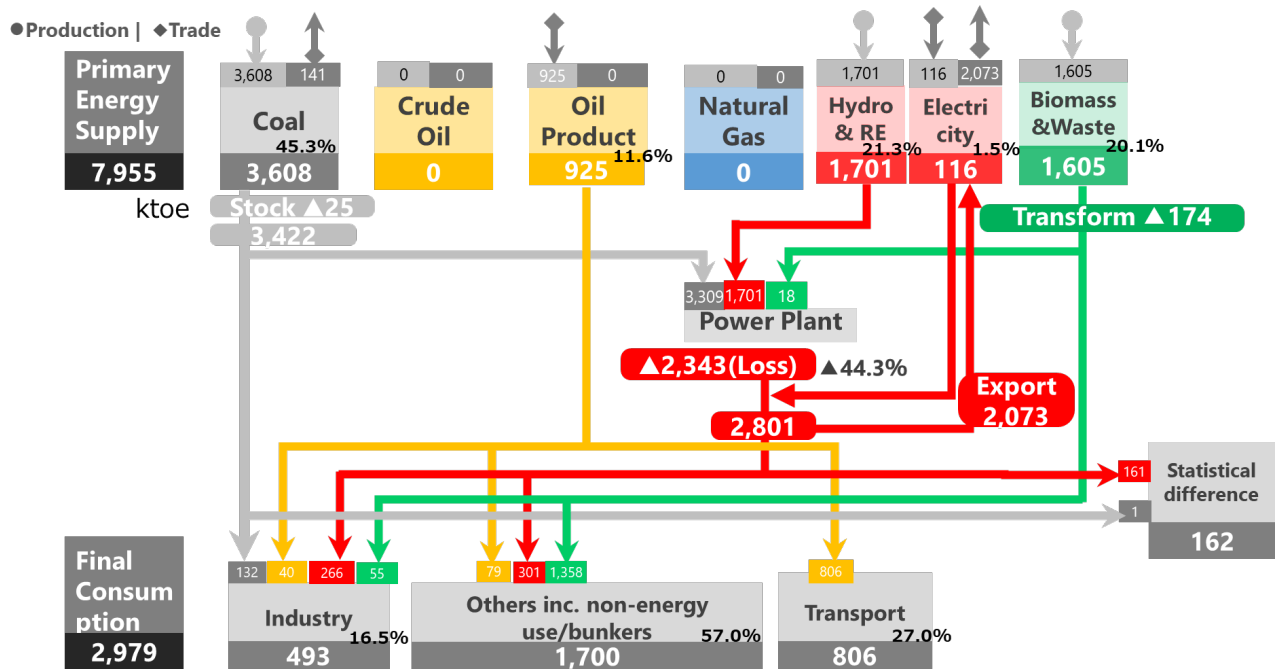 ●Production | ◆Trade
Primary
Energy
Supply
7,955
ktoe
3,608 141
Coal
45.3%
3,608
Stock ▲25
3,422
0 0
Crude
Oil
0
925 0
Oil
Product
11.6%
925
0 0
Natural
Gas
0
1,701
Hydro
& RE
21.3%
1,701
116 2,073
Electri
city
1.5%
116
1,605
Biomass
&Waste
20.1%
1,605
Transform ▲174
3,309 1,701 18
Power Plant
▲2,343(Loss) ▲44.3%
Export
2,073
2,801
161
1
Statistical
difference
162
Final
Consum
ption
2,979
132 40 266 55
Industry
16.5%
493
79 301 1,358
Others inc. non-energy
use/bunkers
57.0%
1,700
806
Transport
27.0%
806